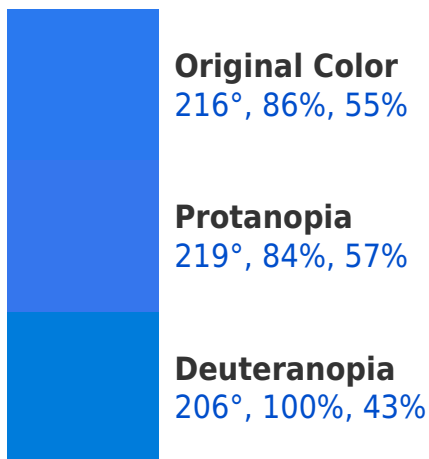 Original Color
216°, 86%, 55%
Protanopia
219°, 84%, 57%
Deuteranopia
206°, 100%, 43%